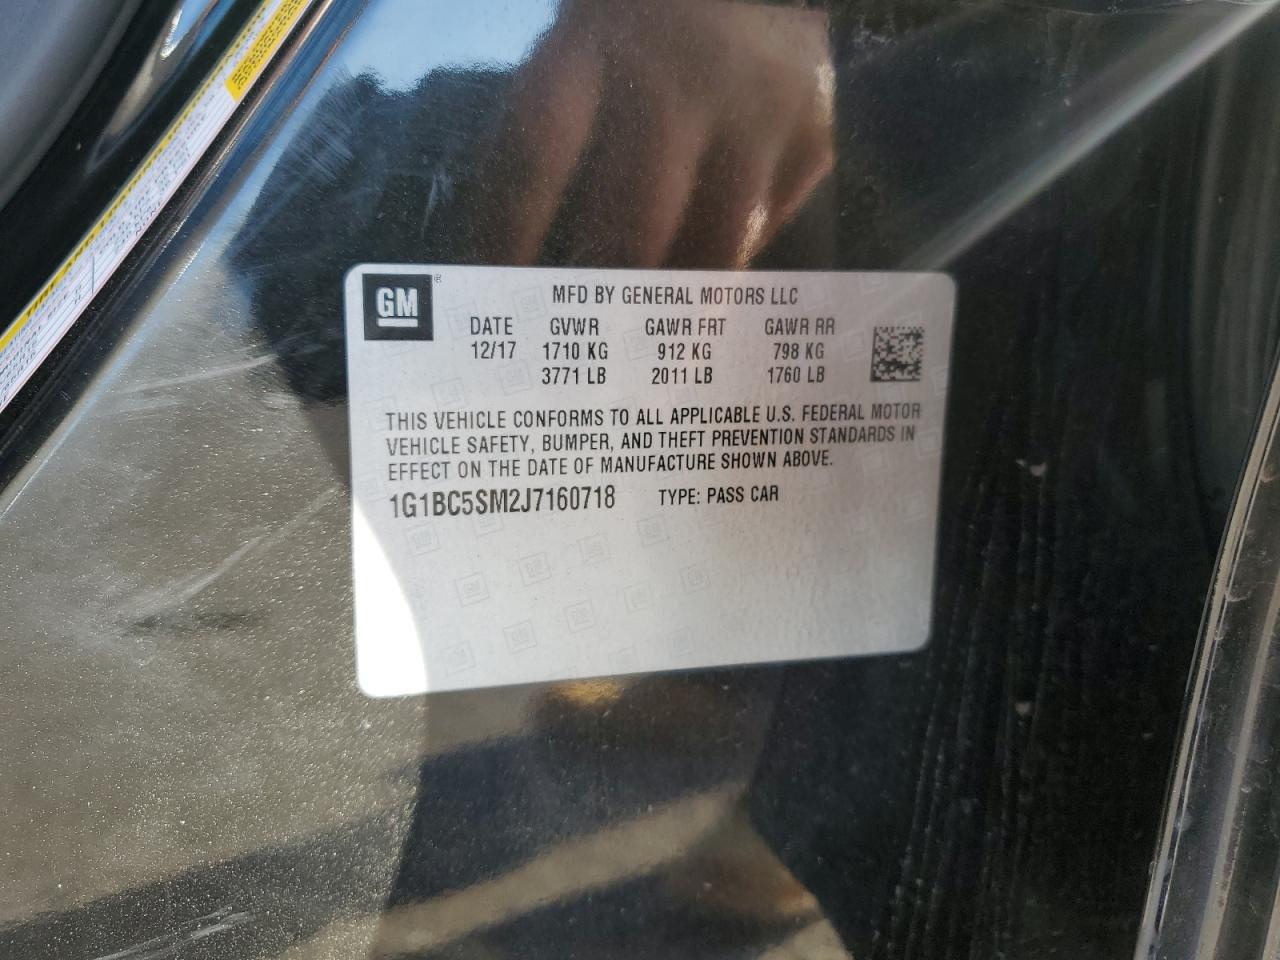 GM
MFD BY GENERAL MOTORS LLC
DATE GVWR GAWR FRT GAWR RR
12/17 1710 KG 912 KG 798 KG
3771 LB 2011 LB 1760 LB
THIS VEHICLE CONFORMS TO ALL APPLICABLE U.S. FEDERAL MOTOR
VEHICLE SAFETY, BUMPER, AND THEFT PREVENTION STANDARDS IN
EFFECT ON THE DATE OF MANUFACTURE SHOWN ABOVE.
1G1BC5SM2J7160718 TYPE: PASS CAR